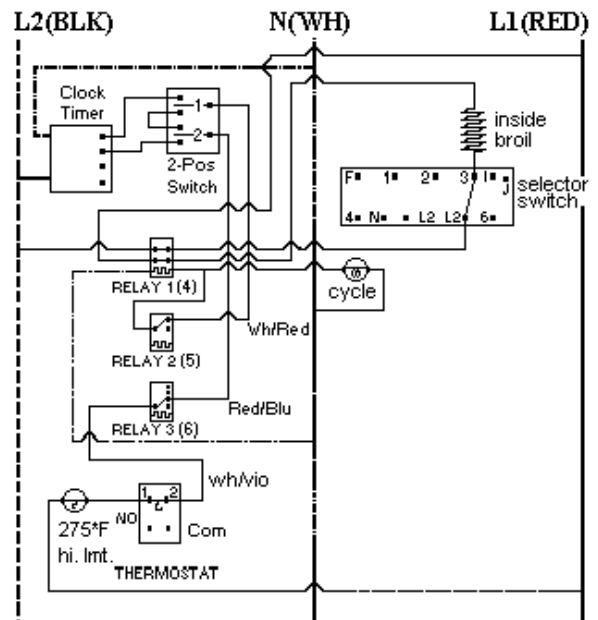 L2(BLK) N(WH) L1(RED)
Clock
Timer
1
2
2-Pos
Switch
inside
broil
F 1 2 3 I J
4 N L2 L2 6
selector
switch
RELAY 1 (4)
cycle
RELAY 2 (5)
Wh/Red
RELAY 3 (6)
Red/Blu
wh/vio
1 2
NO
Com
275*F
hi. lmt.
THERMOSTAT